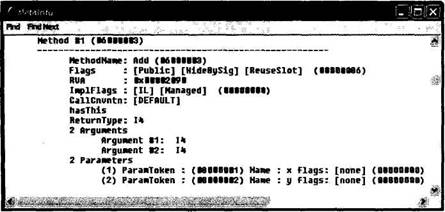 MetaInfo
Find Find Next
Method #1 (06000003)
-------------------------------------------------------
MethodName: Add (06000003)
Flags : [Public] [HideBySig] [ReuseSlot] (00000006)
RVA : 0x00002090
ImplFlags : [IL] [Managed] (00000000)
CallCnvntn: [DEFAULT]
hasThis
ReturnType: I4
2 Arguments
Argument #1: I4
Argument #2: I4
2 Parameters
(1) ParamToken : (08000001) Name : x flags: [none] (00000000)
(2) ParamToken : (08000002) Name : y flags: [none] (00000000)